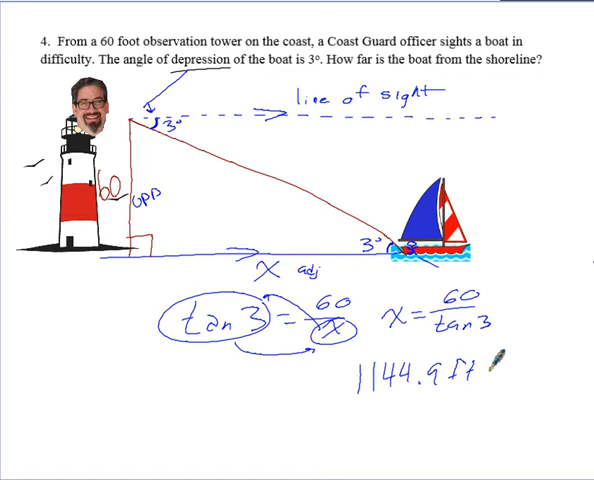 4. From a 60 foot observation tower on the coast, a Coast Guard officer sights a boat in
difficulty. The angle of depression of the boat is 3°. How far is the boat from the shoreline?
line of sight
3°
60
opp
3° 
x adj
tan 3 = 60/x
x = 60/tan 3
1144.9 ft